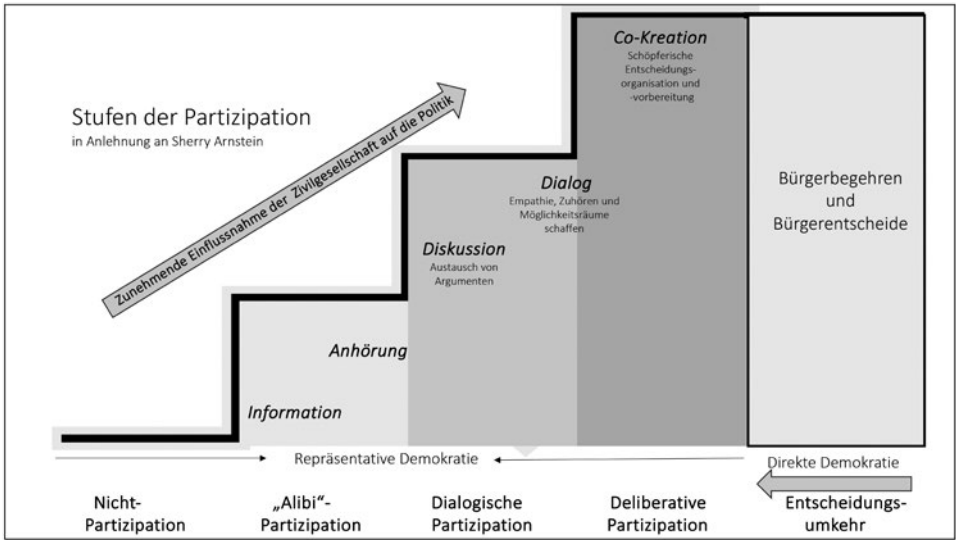 Stufen der Partizipation
in Anlehnung an Sherry Arnstein
Zunehmende Einflussnahme der Zivilgesellschaft auf die Politik
Co-Kreation
Schöpferische
Entscheidungs-
organisation und
-vorbereitung
Dialog
Empathie, Zuhören und
Möglichkeitsräume
schaffen
Diskussion
Austausch von
Argumenten
Anhörung
Information
Bürgerbegehren
und
Bürgerentscheide
Repräsentative Demokratie
Direkte Demokratie
Nicht-
Partizipation
„Alibi“-
Partizipation
Dialogische
Partizipation
Deliberative
Partizipation
Entscheidungs-
umkehr